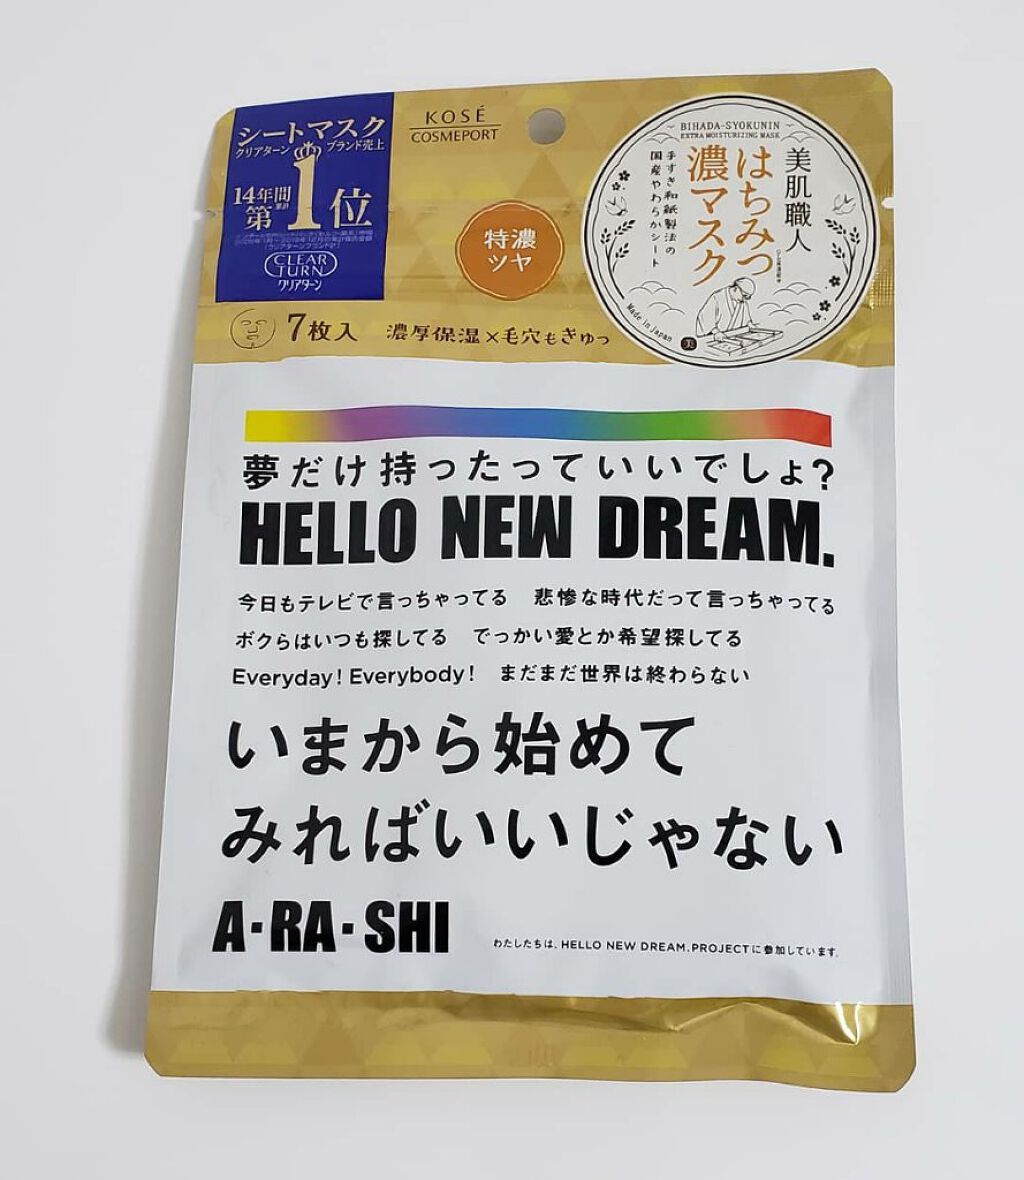 シートマスク
クリアターン ブランド売上
14年間
累計
第1位
CLEAR
TURN
クリアターン
KOSÉ
COSMEPORT
特濃
ツヤ
BIHADA-SYOKUNIN
EXTRA MOISTURIZING MASK
美肌職人
はちみつ
濃マスク
手すき和紙製法の
国産やわらかシート
Made in Japan
美
7枚入 濃厚保湿×毛穴もきゅっ
夢だけ持ったっていいでしょ?
HELLO NEW DREAM.
今日もテレビで言っちゃってる 悲惨な時代だって言っちゃってる
ボクらはいつも探してる でっかい愛とか希望探してる
Everyday! Everybody! まだまだ世界は終わらない
いまから始めて
みればいいじゃない
A・RA・SHI
わたしたちは、HELLO NEW DREAM.PROJECTに参加しています。